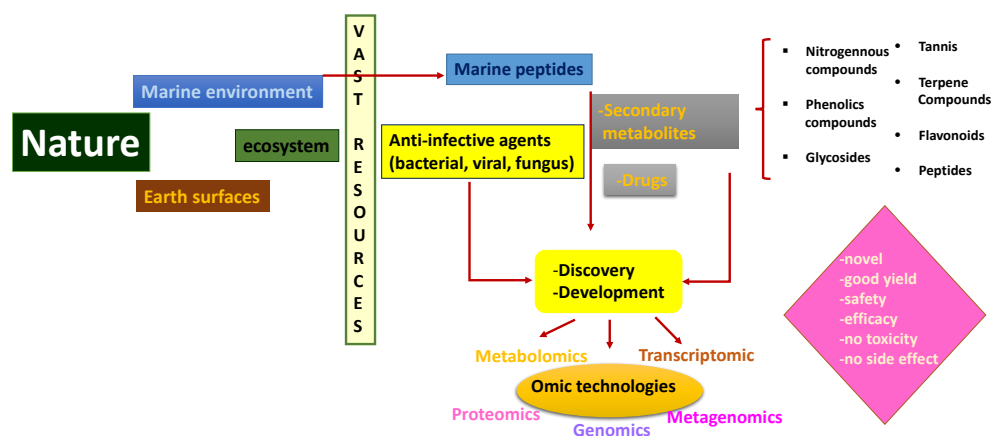 Nature
Marine environment
ecosystem
Earth surfaces
VAST RESOURCES
Marine peptides
Anti-infective agents
(bacterial, viral, fungus)
-Secondary
metabolites
-Drugs
Nitrogennous
compounds
Phenolics
compounds
Glycosides
Tannis
Terpene
Compounds
Flavonoids
Peptides
-Discovery
-Development
Metabolomics
Transcriptomic
Omic technologies
Proteomics
Genomics
Metagenomics
-novel
-good yield
-safety
-efficacy
-no toxicity
-no side effect